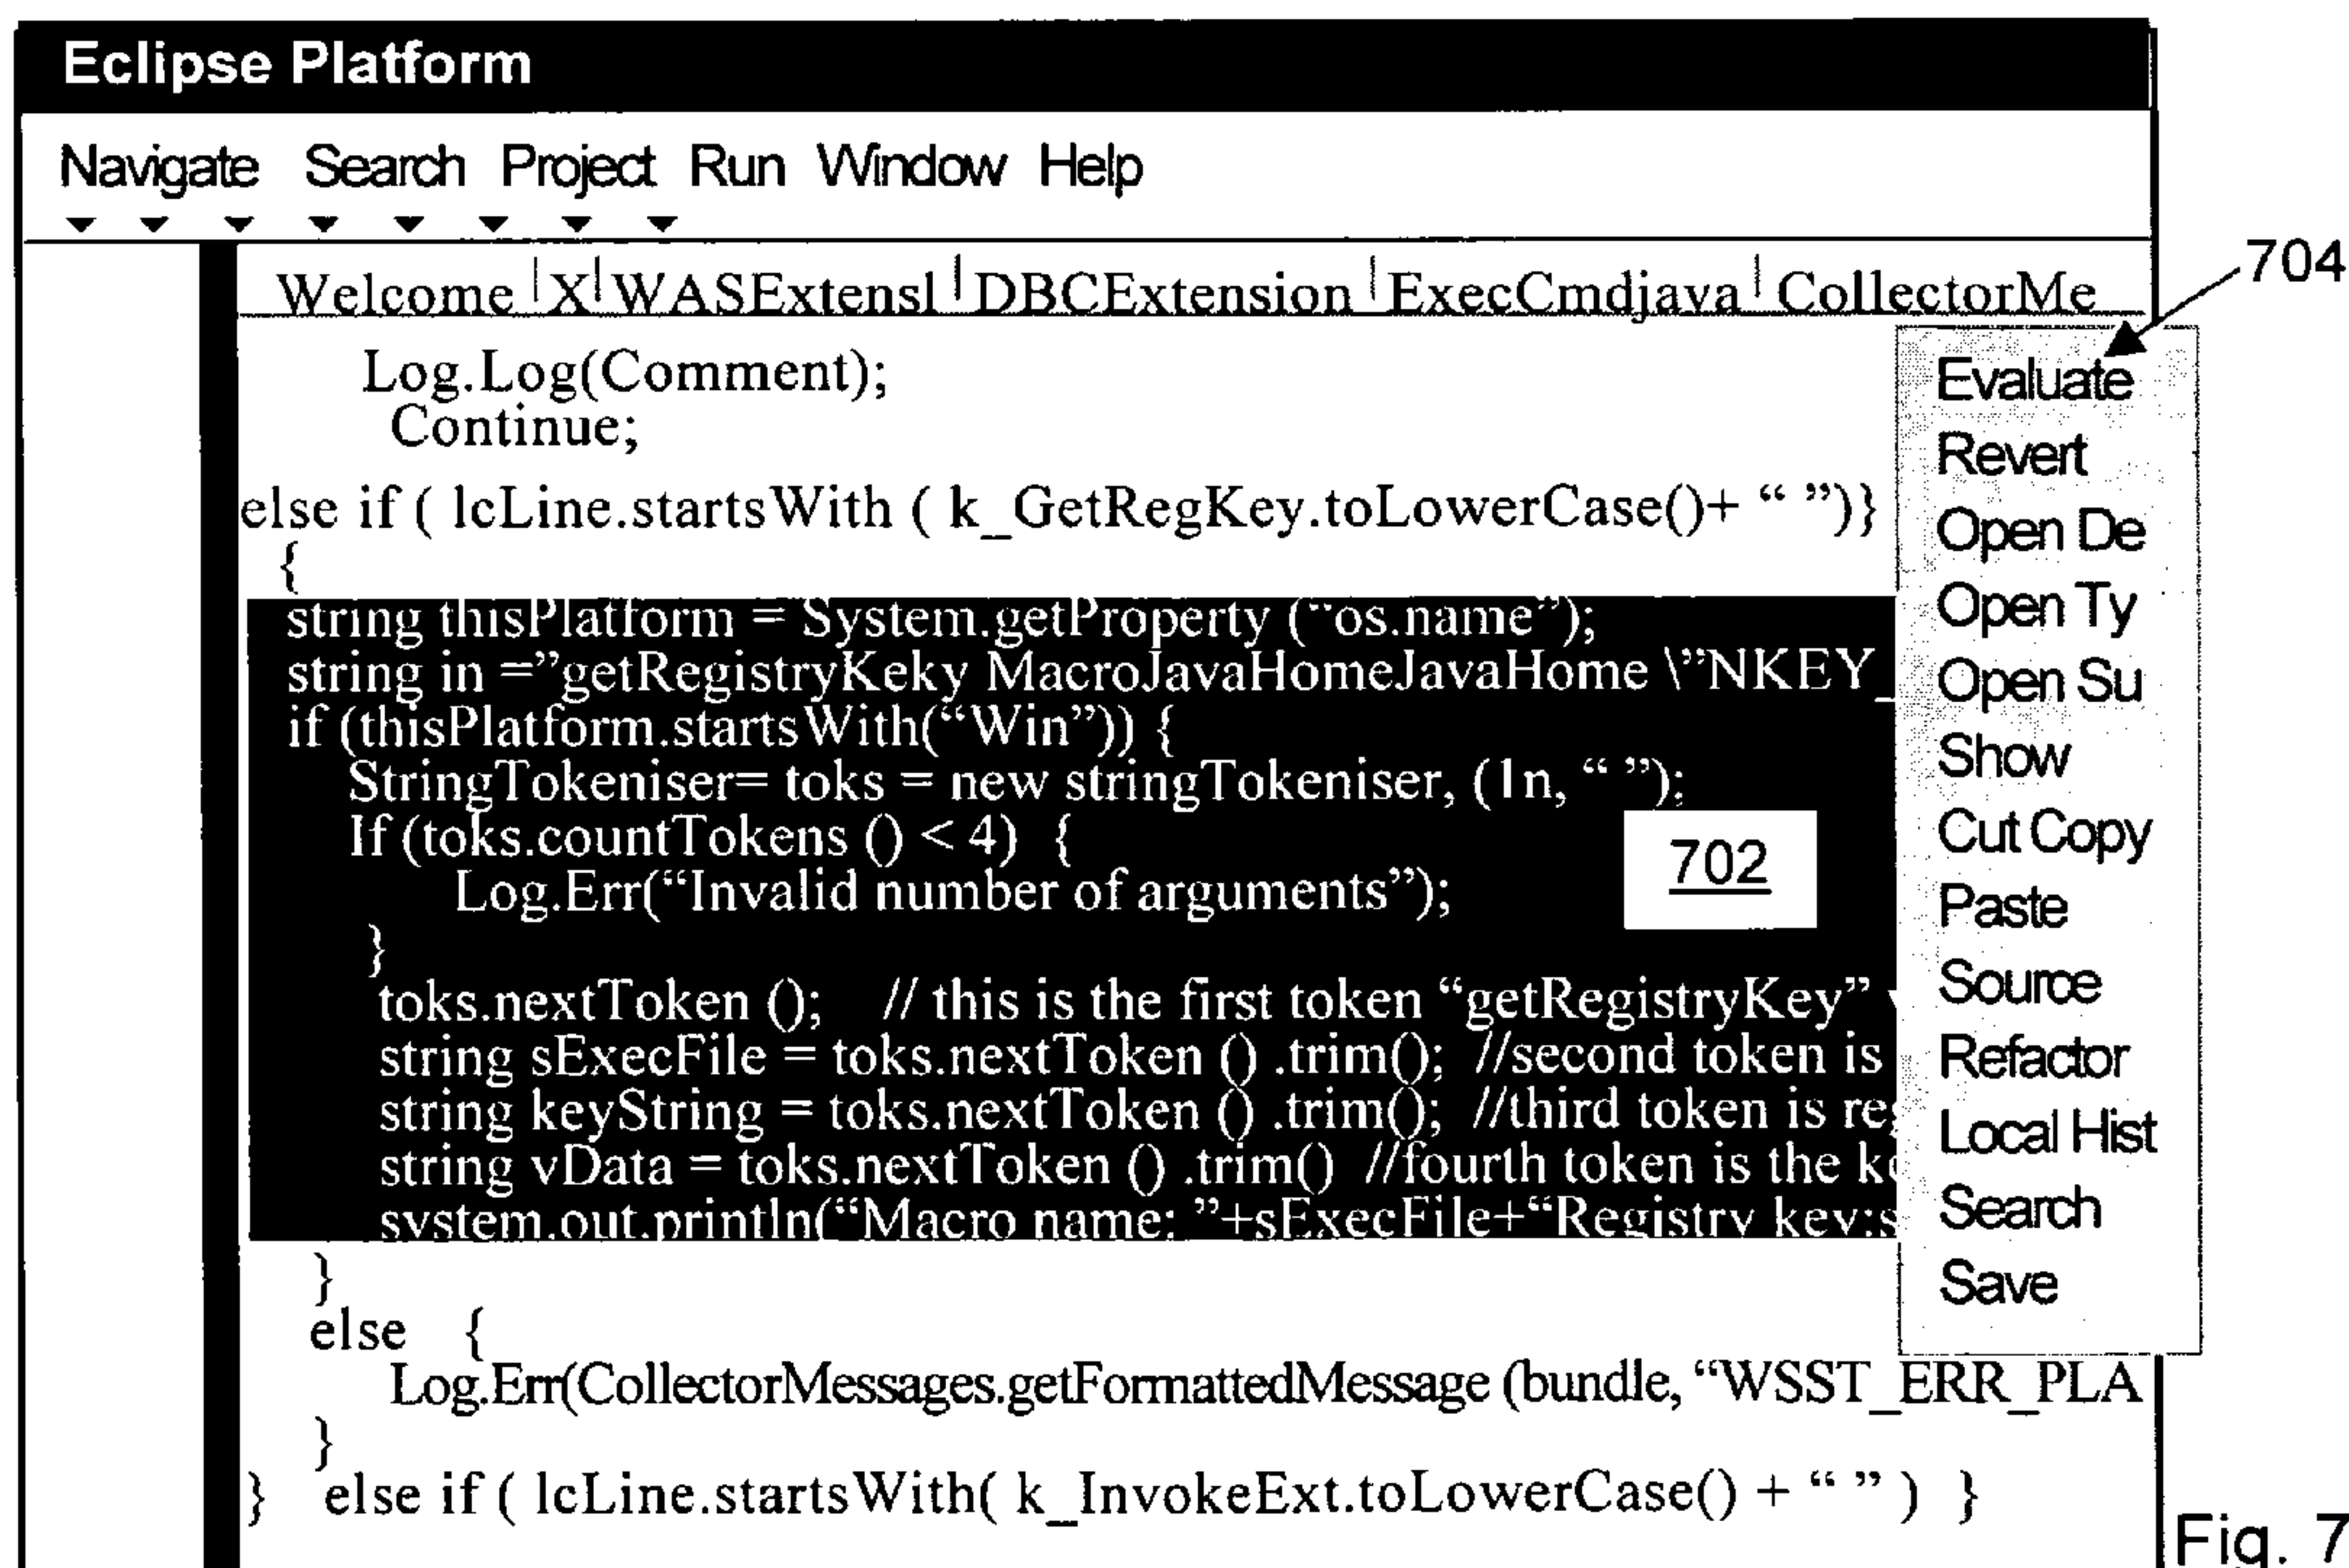 Eclipse Platform
Navigate Search Project Run Window Help
Welcome X WASExtensl DBCExtension ExecCmdjava CollectorMe
704
Log.Log(Comment);
Continue;
else if ( lcLine.startsWith ( k_GetRegKey.toLowerCase()+ “ ”)}
{
string thisPlatform = System.getProperty (“os.name”);
string in =”getRegistryKeky MacroJavaHomeJavaHome \”NKEY_
if (thisPlatform.startsWith(“Win”)) {
StringTokeniser= toks = new stringTokeniser, (1n, “ ”);
If (toks.countTokens () < 4) {
Log.Err(“Invalid number of arguments”);
}
702
toks.nextToken (); // this is the first token “getRegistryKey”
string sExecFile = toks.nextToken () .trim(); //second token is
string keyString = toks.nextToken () .trim(); //third token is
string vData = toks.nextToken () .trim() //fourth token is the
system.out.println(“Macro name: ”+sExecFile+“Registry key:s
}
else {
Log.Err(CollectorMessages.getFormattedMessage (bundle, “WSST_ERR_PLA
}
} else if ( lcLine.startsWith( k_InvokeExt.toLowerCase() + “ ” ) }
Evaluate
Revert
Open De
Open Ty
Open Su
Show
Cut Copy
Paste
Source
Refactor
Local Hist
Search
Save
Fig. 7